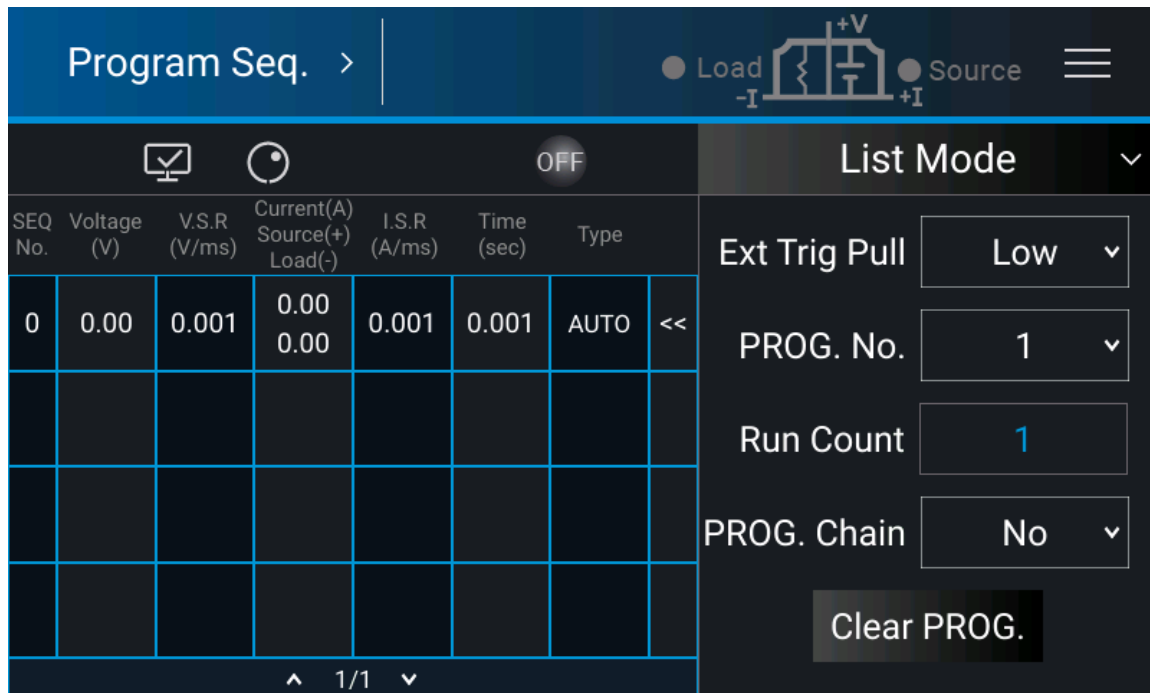 Program Seq. >
+V
Load
Source
-I
+I
OFF
List Mode
SEQ No.
Voltage (V)
V.S.R (V/ms)
Current(A) Source(+) Load(-)
I.S.R (A/ms)
Time (sec)
Type
0 0.00 0.001 0.00 0.00 0.001 0.001 AUTO <<
1/1
Ext Trig Pull Low
PROG. No. 1
Run Count 1
PROG. Chain No
Clear PROG.